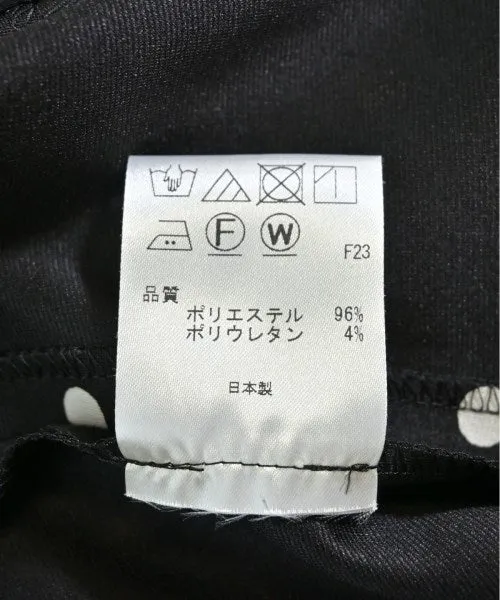 F W F23
品質
ポリエステル 96%
ポリウレタン 4%
日本製